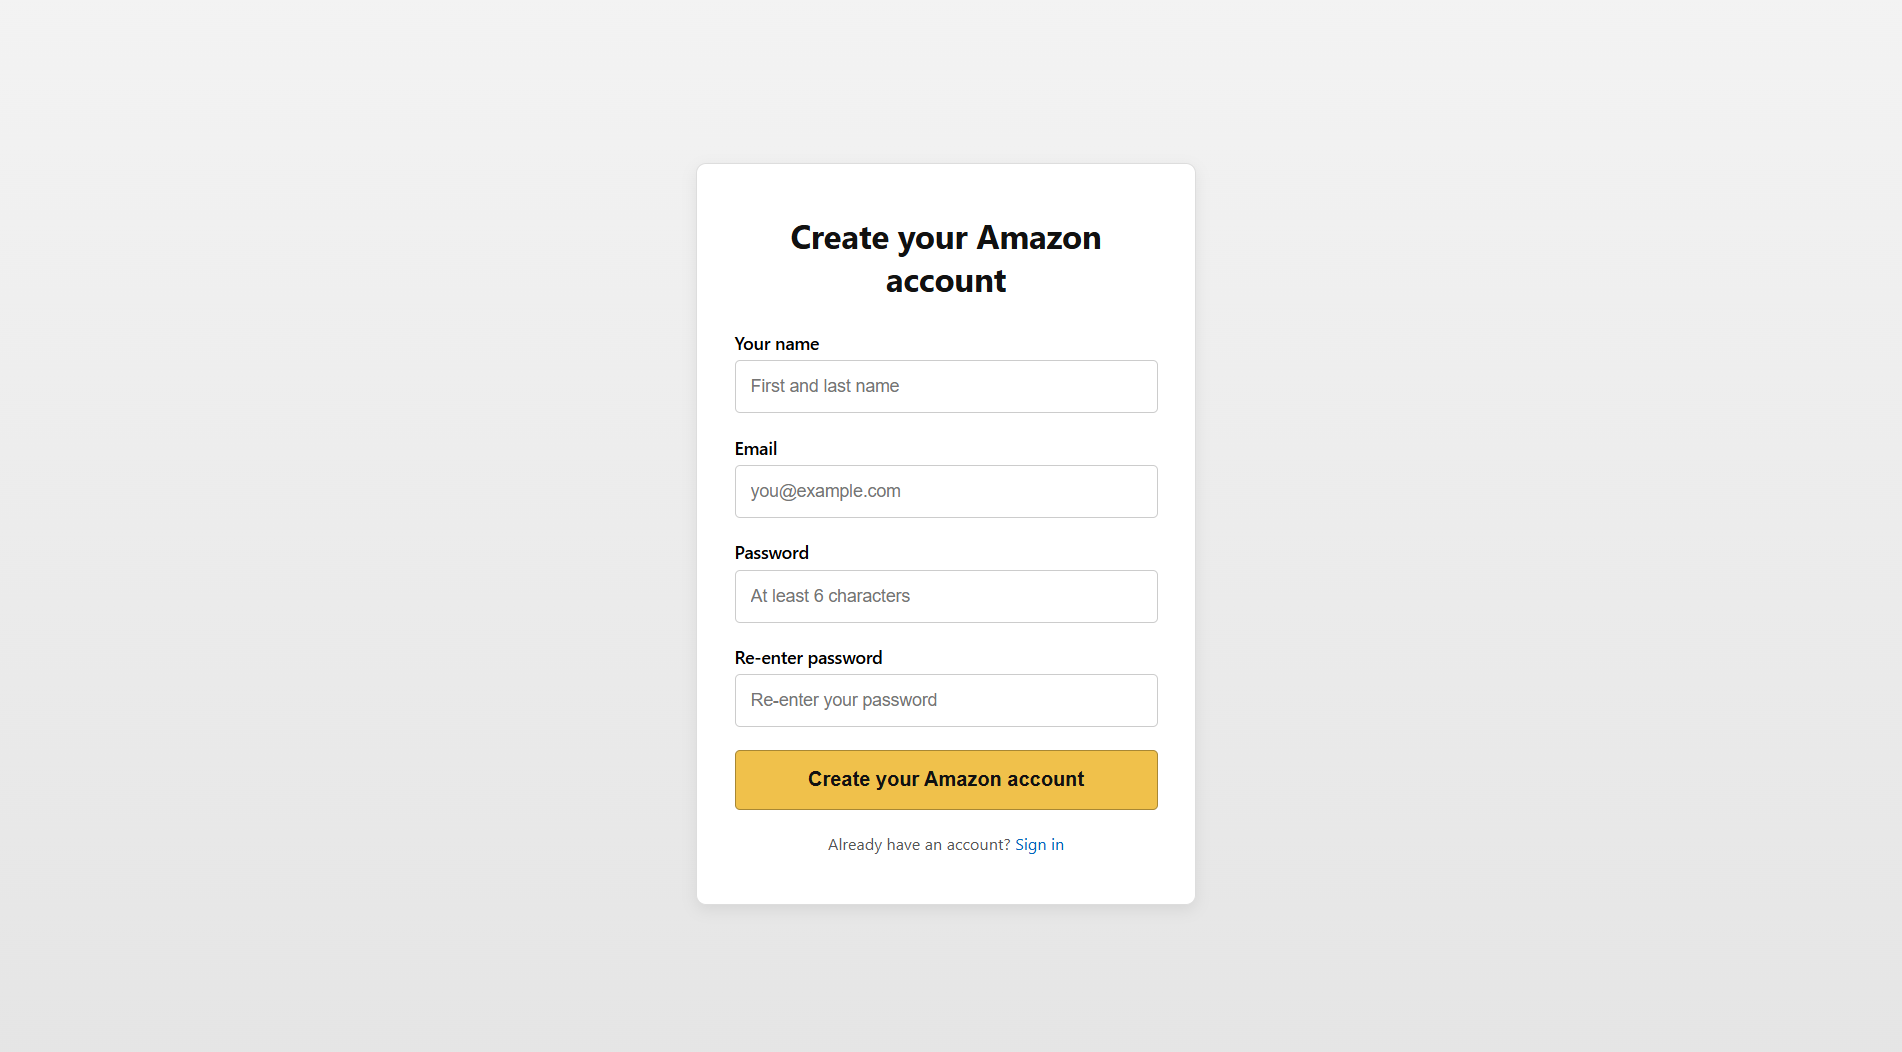 Create your Amazon
account
Your name
First and last name
Email
you@example.com
Password
At least 6 characters
Re-enter password
Re-enter your password
Create your Amazon account
Already have an account? Sign in